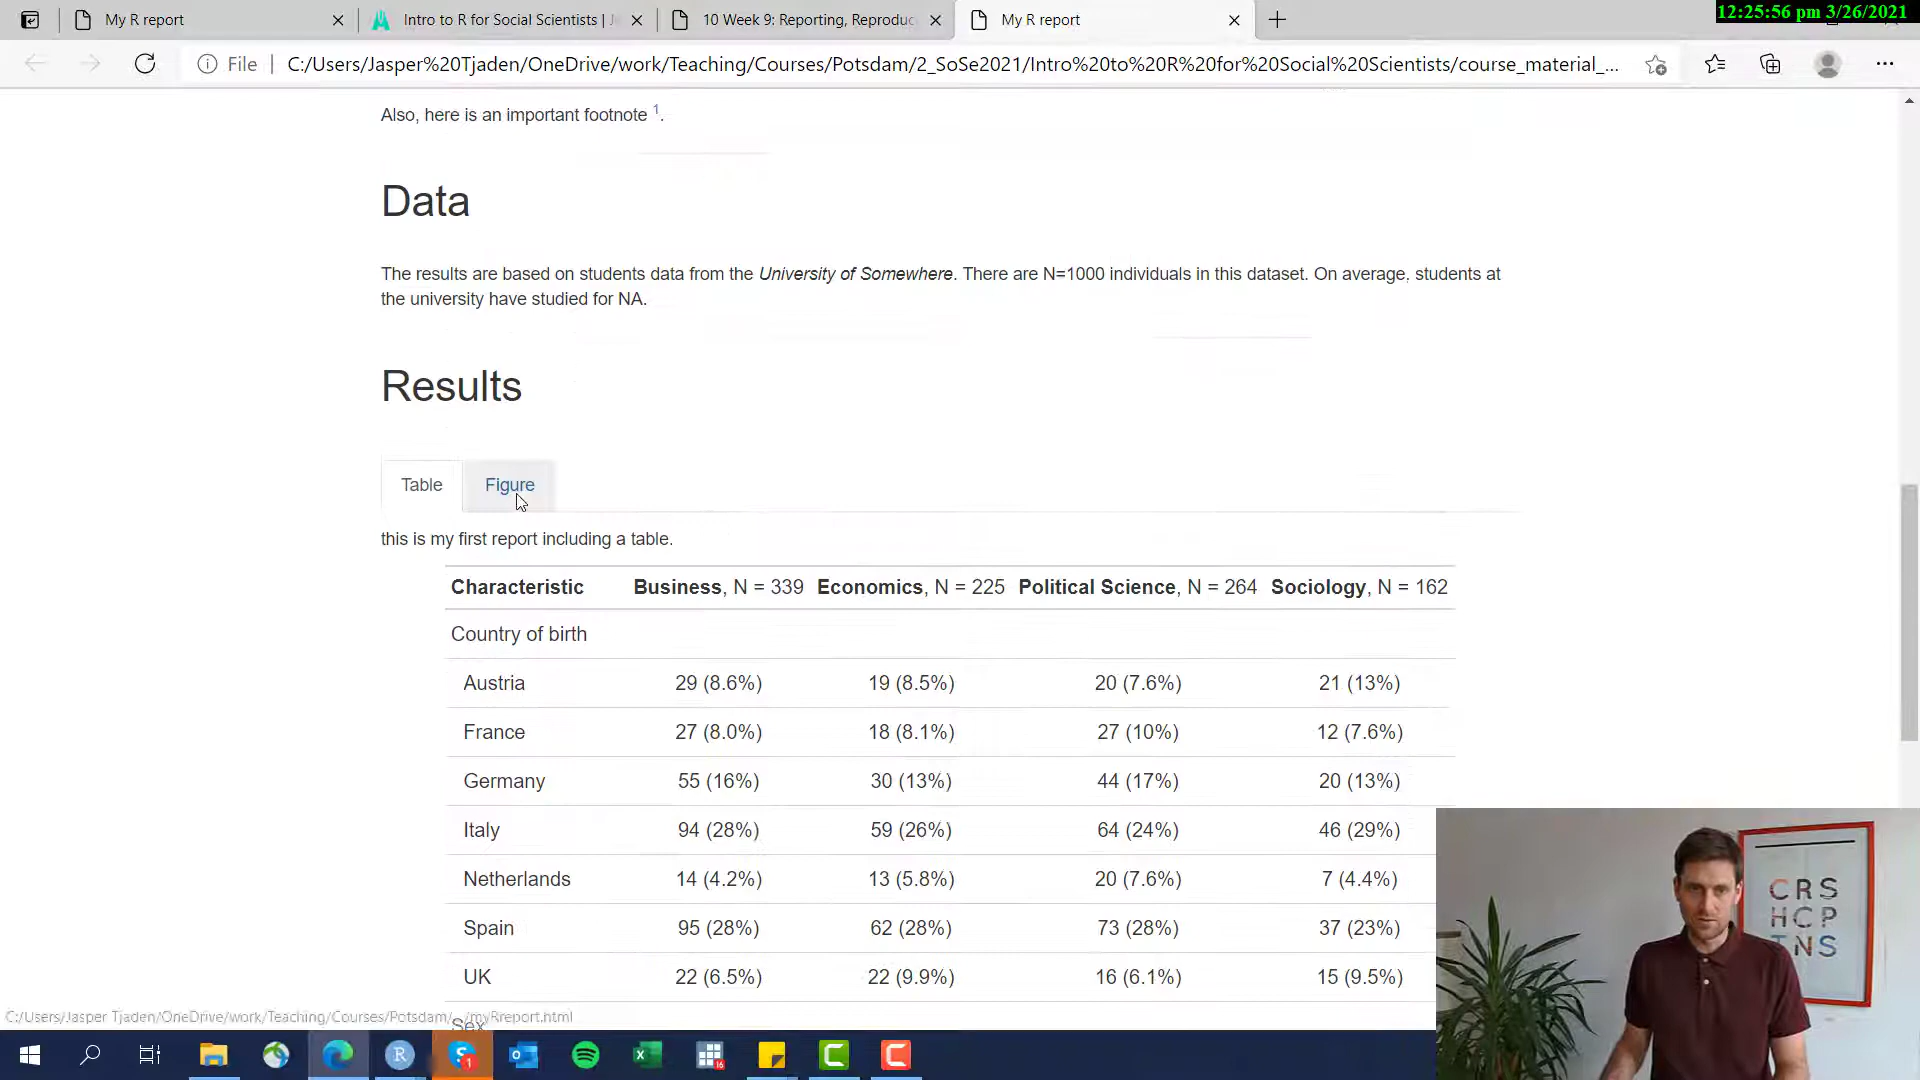 12:25:56 pm 3/26/2021
My R report
Intro to R for Social Scientists | J
10 Week 9: Reporting, Reproduc
My R report
File
C:/Users/Jasper%20Tjaden/OneDrive/work/Teaching/Courses/Potsdam/2_SoSe2021/Intro%20to%20R%20for%20Social%20Scientists/course_material_...
Also, here is an important footnote 1.
Data
The results are based on students data from the University of Somewhere. There are N=1000 individuals in this dataset. On average, students at
the university have studied for NA.
Results
Table Figure
this is my first report including a table.
Characteristic Business, N = 339 Economics, N = 225 Political Science, N = 264 Sociology, N = 162
Country of birth
Austria 29 (8.6%) 19 (8.5%) 20 (7.6%) 21 (13%)
France 27 (8.0%) 18 (8.1%) 27 (10%) 12 (7.6%)
Germany 55 (16%) 30 (13%) 44 (17%) 20 (13%)
Italy 94 (28%) 59 (26%) 64 (24%) 46 (29%)
Netherlands 14 (4.2%) 13 (5.8%) 20 (7.6%) 7 (4.4%)
Spain 95 (28%) 62 (28%) 73 (28%) 37 (23%)
UK 22 (6.5%) 22 (9.9%) 16 (6.1%) 15 (9.5%)
Sex
C:/Users/Jasper Tjaden/OneDrive/work/Teaching/Courses/Potsdam/.../myRreport.html
CRS
HCP
TNS